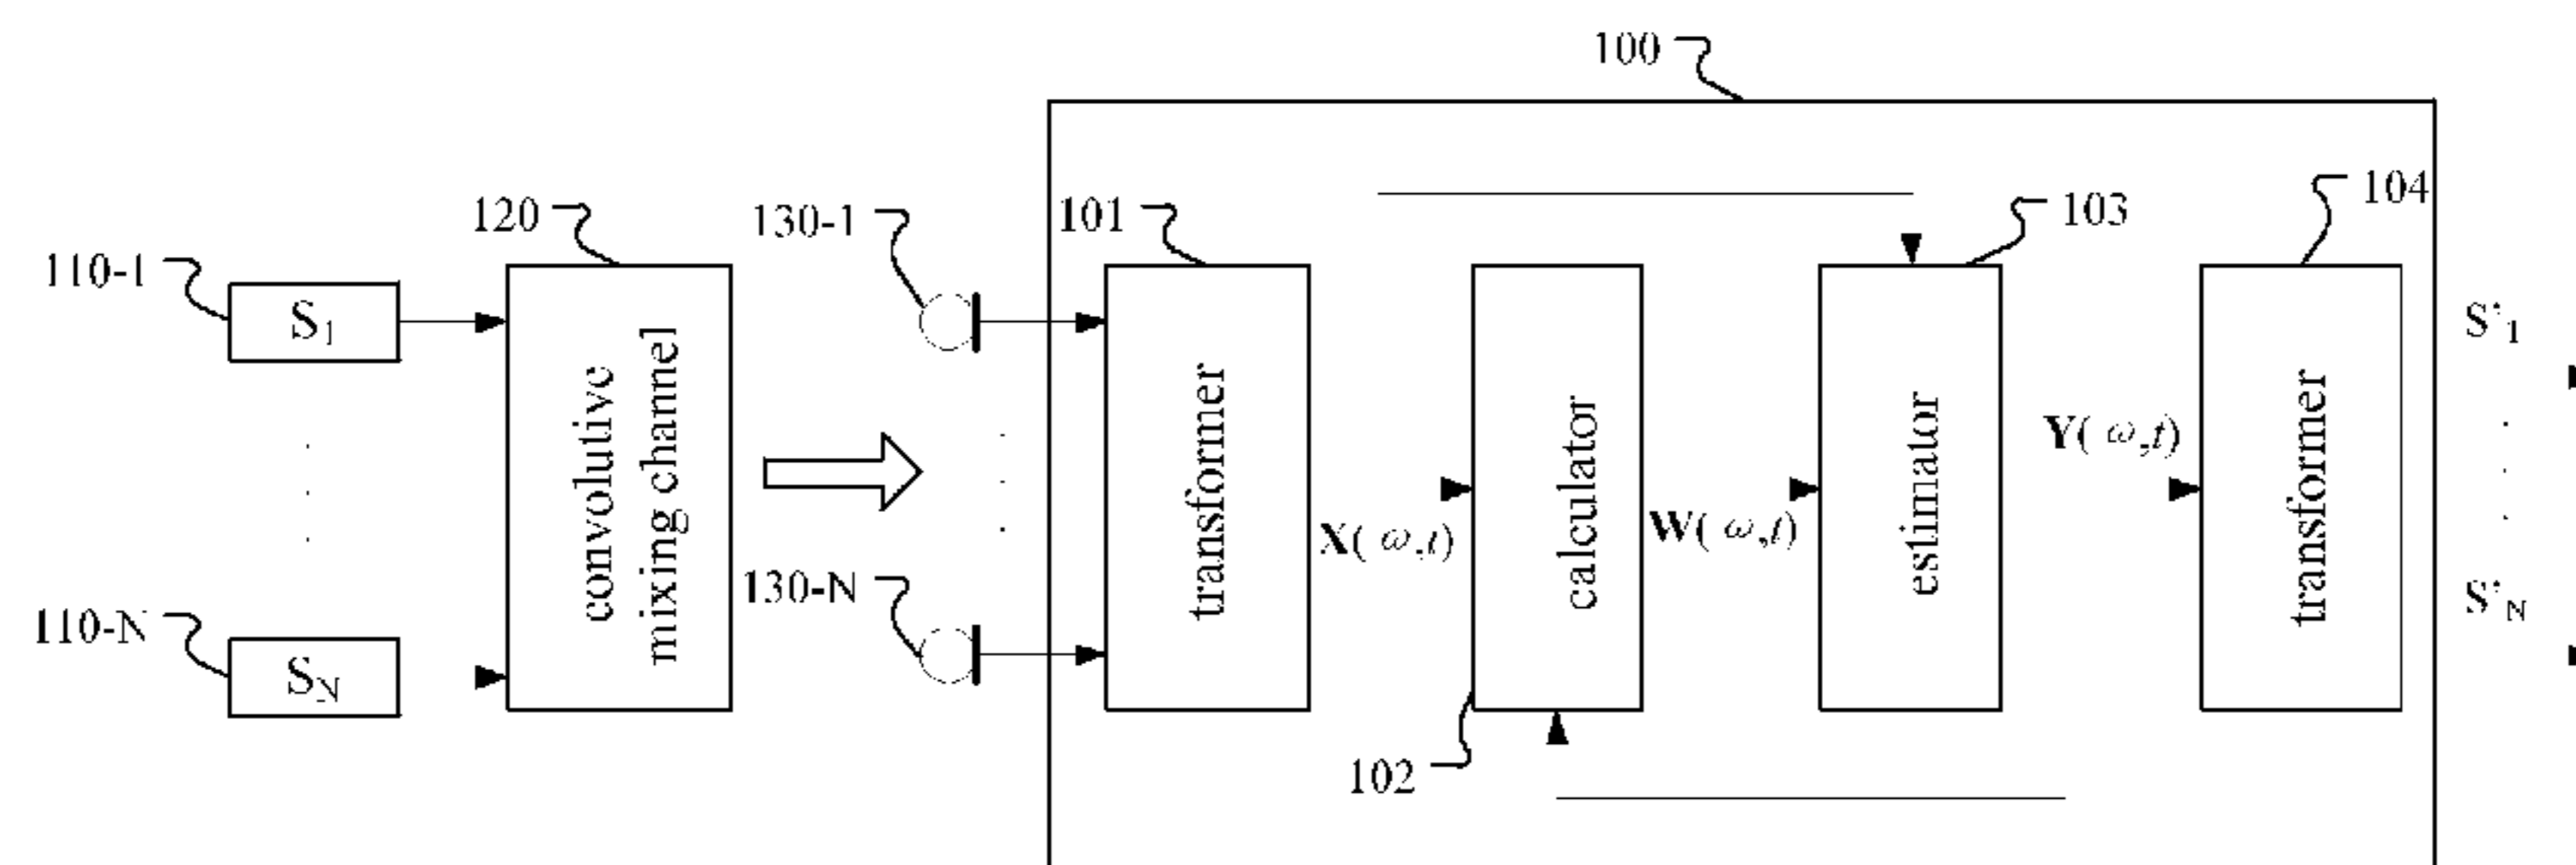 100
104
103
120
130-1
101
110-1
S1
S'1
convolutive
mixing channel
transformer
calculator
estimator
transformer
Y( ω,t)
X( ω,t)
W( ω,t)
130-N
S'N
110-N
SN
102